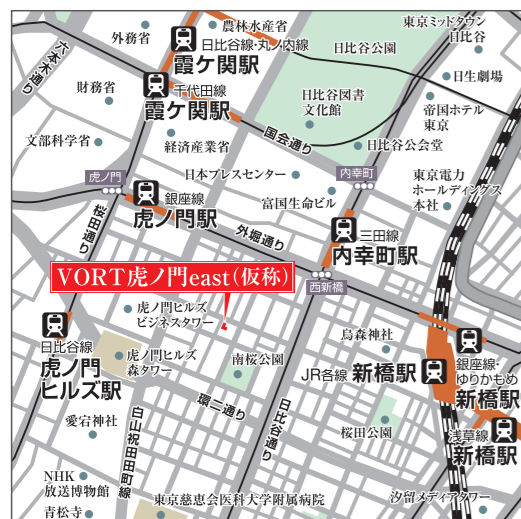 農林水産省
外務省
日比谷線・丸ノ内線
霞ケ関駅
東京ミッドタウン
日比谷
日比谷公園
六本木通り
財務省
千代田線
霞ケ関駅
日生劇場
日比谷図書
文化館
帝国ホテル
東京
国会通り
文部科学省
経済産業省
日比谷公会堂
虎ノ門
日本プレスセンター
内幸町
東京電力
ホールディングス
本社
銀座線
虎ノ門駅
富国生命ビル
桜田通り
外堀通り
三田線
内幸町駅
VORT虎ノ門east(仮称)
西新橋
虎ノ門ヒルズ
ビジネスタワー
烏森神社
日比谷線
虎ノ門
ヒルズ駅
虎ノ門ヒルズ
森タワー
南桜公園
JR各線 新橋駅
銀座線・
ゆりかもめ
新橋駅
環二通り
日比谷通り
愛宕神社
白山祝田田町線
桜田公園
浅草線
新橋駅
NHK
放送博物館
青松寺
東京慈恵会医科大学附属病院
汐留メディアタワー